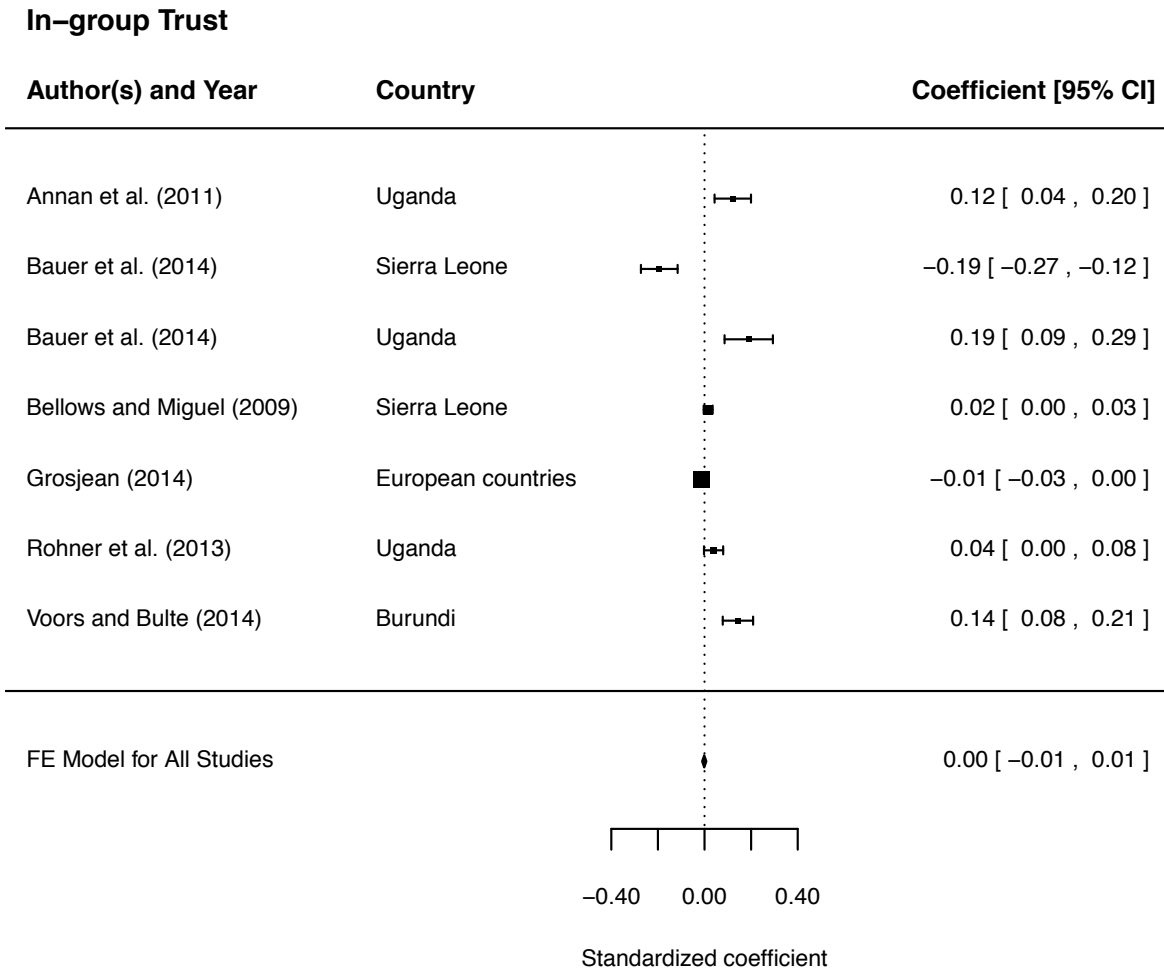 In−group Trust
Author(s) and Year Country Coefficient [95% CI]
Annan et al. (2011) Uganda 0.12 [ 0.04 , 0.20 ]
Bauer et al. (2014) Sierra Leone −0.19 [ −0.27 , −0.12 ]
Bauer et al. (2014) Uganda 0.19 [ 0.09 , 0.29 ]
Bellows and Miguel (2009) Sierra Leone 0.02 [ 0.00 , 0.03 ]
Grosjean (2014) European countries −0.01 [ −0.03 , 0.00 ]
Rohner et al. (2013) Uganda 0.04 [ 0.00 , 0.08 ]
Voors and Bulte (2014) Burundi 0.14 [ 0.08 , 0.21 ]
FE Model for All Studies 0.00 [ −0.01 , 0.01 ]
−0.40 0.00 0.40
Standardized coefficient